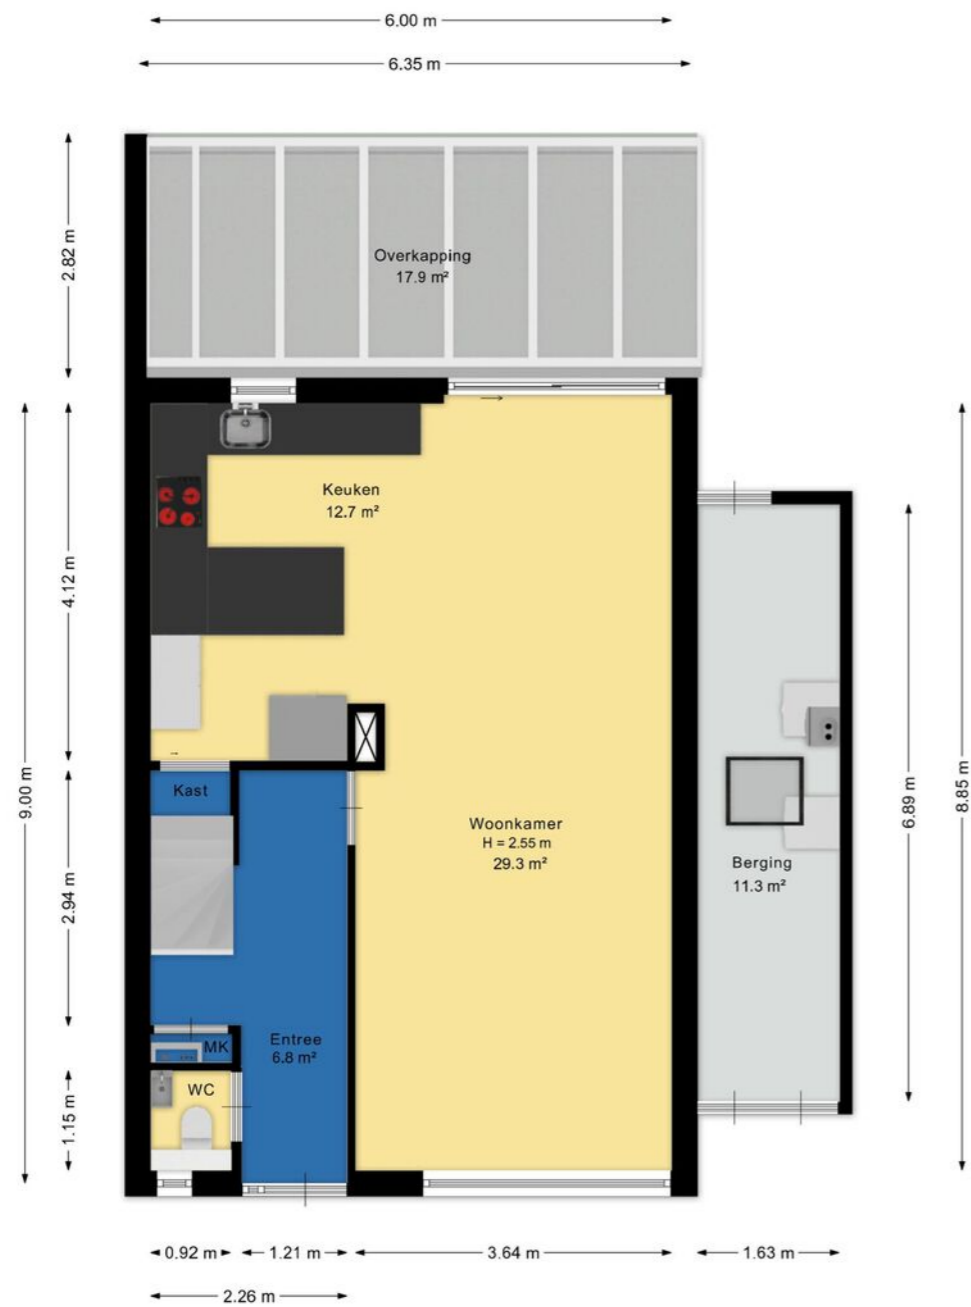 6.00 m
6.35 m
2.82 m
Overkapping
17.9 m²
Keuken
12.7 m²
4.12 m
9.00 m
Kast
Woonkamer
H = 2.55 m
29.3 m²
6.89 m
8.85 m
Berging
11.3 m²
2.94 m
MK
Entree
6.8 m²
WC
1.15 m
0.92 m
1.21 m
3.64 m
1.63 m
2.26 m